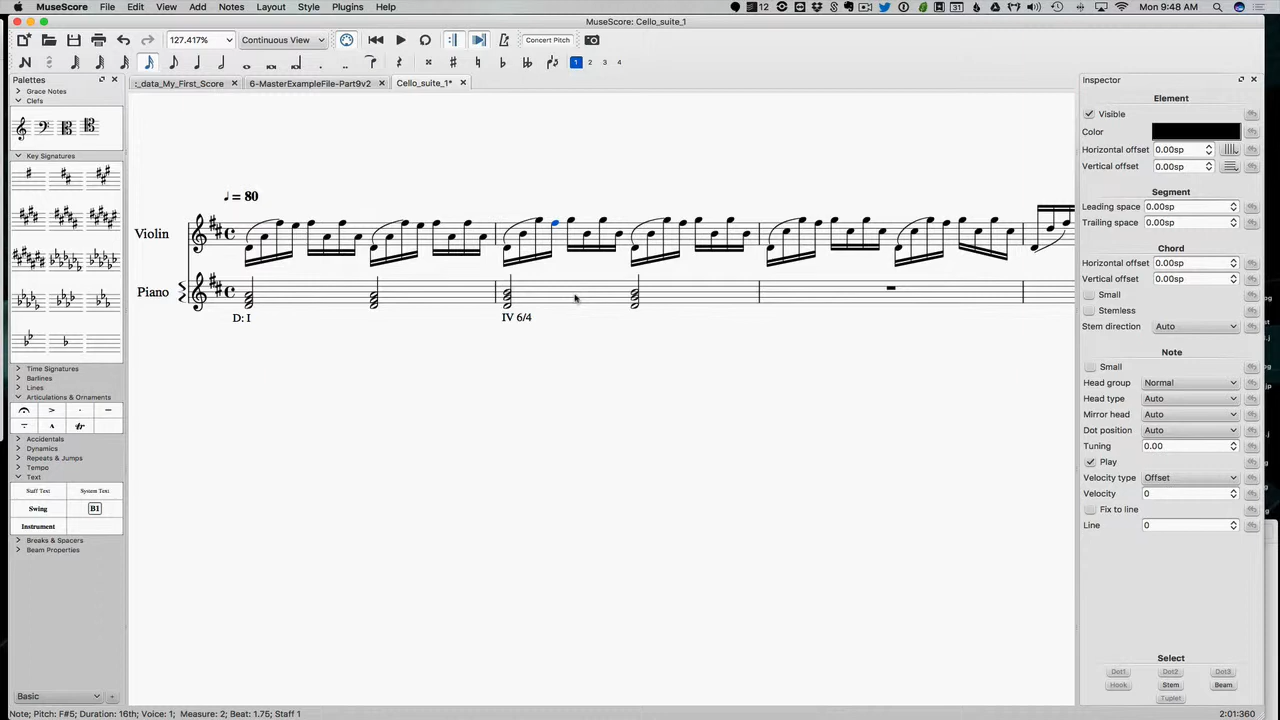 MuseScore File Edit View Add Notes Layout Style Plugins Help
12 31 Mon 9:48 AM
MuseScore: Cello_suite_1
127.417% Continuous View Concert Pitch
1 2 3 4
Palettes
:_data_My_First_Score 6-MasterExampleFile-Part9v2 Cello_suite_1*
Inspector
Grace Notes
Clefs
Key Signatures
Time Signatures
Barlines
Lines
Articulations & Ornaments
Accidentals
Dynamics
Repeats & Jumps
Tempo
Text
Staff Text System Text
Swing B1
Instrument
Breaks & Spacers
Beam Properties
Basic
♩ = 80
Violin
Piano
D: I IV 6/4
Element
Visible
Color
Horizontal offset 0.00sp
Vertical offset 0.00sp
Segment
Leading space 0.00sp
Trailing space 0.00sp
Chord
Horizontal offset 0.00sp
Vertical offset 0.00sp
Small
Stemless
Stem direction Auto
Note
Small
Head group Normal
Head type Auto
Mirror head Auto
Dot position Auto
Tuning 0.00
Play
Velocity type Offset
Velocity 0
Fix to line
Line 0
Select
Dot1 Dot2 Dot3
Hook Stem Beam
Tuplet
Note; Pitch: F#5; Duration: 16th; Voice: 1; Measure: 2; Beat: 1.75; Staff 1
2:01:360